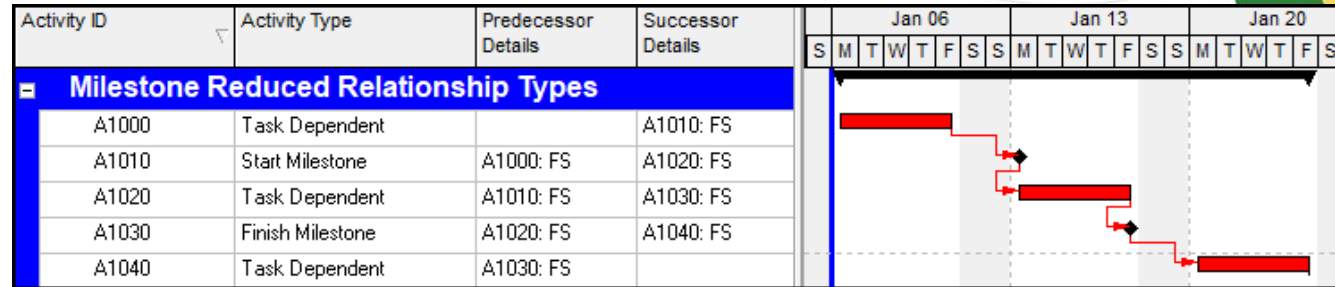 Activity ID Activity Type Predecessor Details Successor Details Jan 06 Jan 13 Jan 20
S M T W T F S S M T W T F S S M T W T F S
Milestone Reduced Relationship Types
A1000 Task Dependent A1010: FS
A1010 Start Milestone A1000: FS A1020: FS
A1020 Task Dependent A1010: FS A1030: FS
A1030 Finish Milestone A1020: FS A1040: FS
A1040 Task Dependent A1030: FS